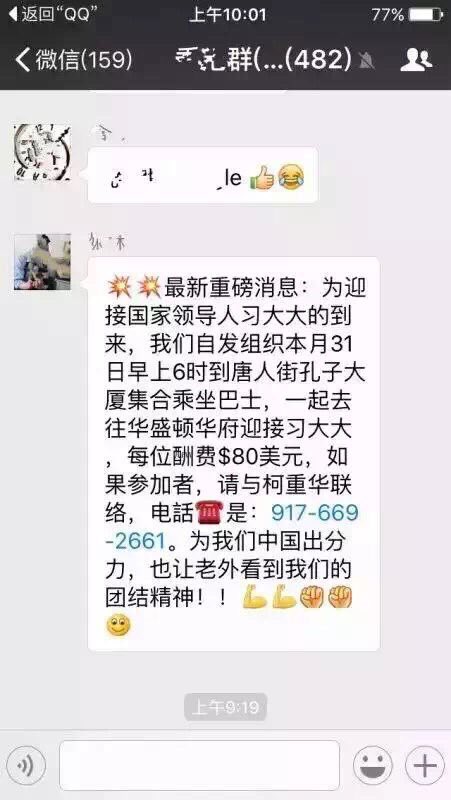 返回“QQ”
上午10:01
77%
微信(159)
群(...(482)
le 👍😂
💥💥最新重磅消息：为迎
接国家领导人习大大的到
来，我们自发组织本月31
日早上6时到唐人街孔子大
厦集合乘坐巴士，一起去
往华盛顿华府迎接习大大
，每位酬费$80美元，如
果参加者，请与柯重华联
络，电話☎️是：917-669
-2661。为我们中国出分
力，也让老外看到我们的
团结精神！！💪💪✊✊
🙂
上午9:19